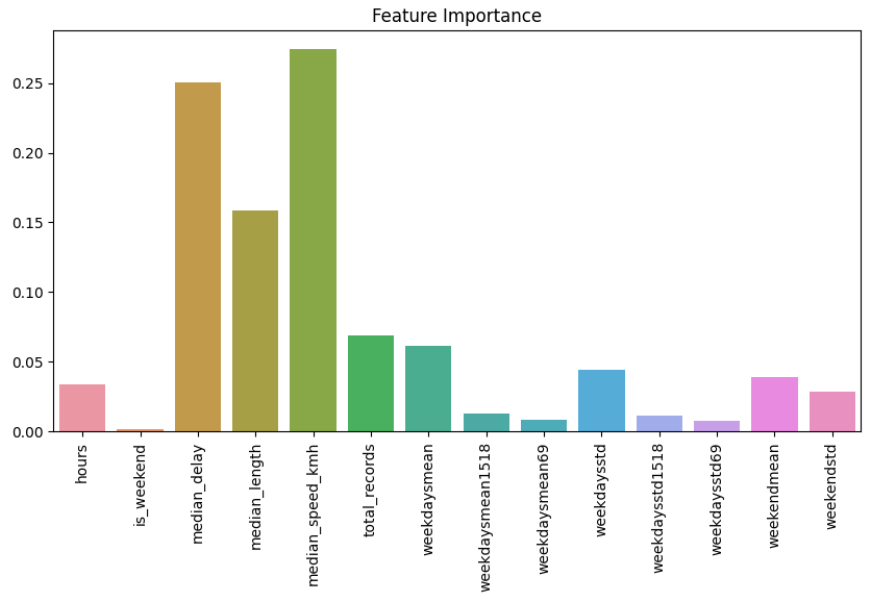 Feature Importance
0.25
0.20
0.15
0.10
0.05
0.00
hours
is_weekend
median_delay
median_length
median_speed_kmh
total_records
weekdaysmean
weekdaysmean1518
weekdaysmean69
weekdaysstd
weekdaysstd1518
weekdaysstd69
weekendmean
weekendstd